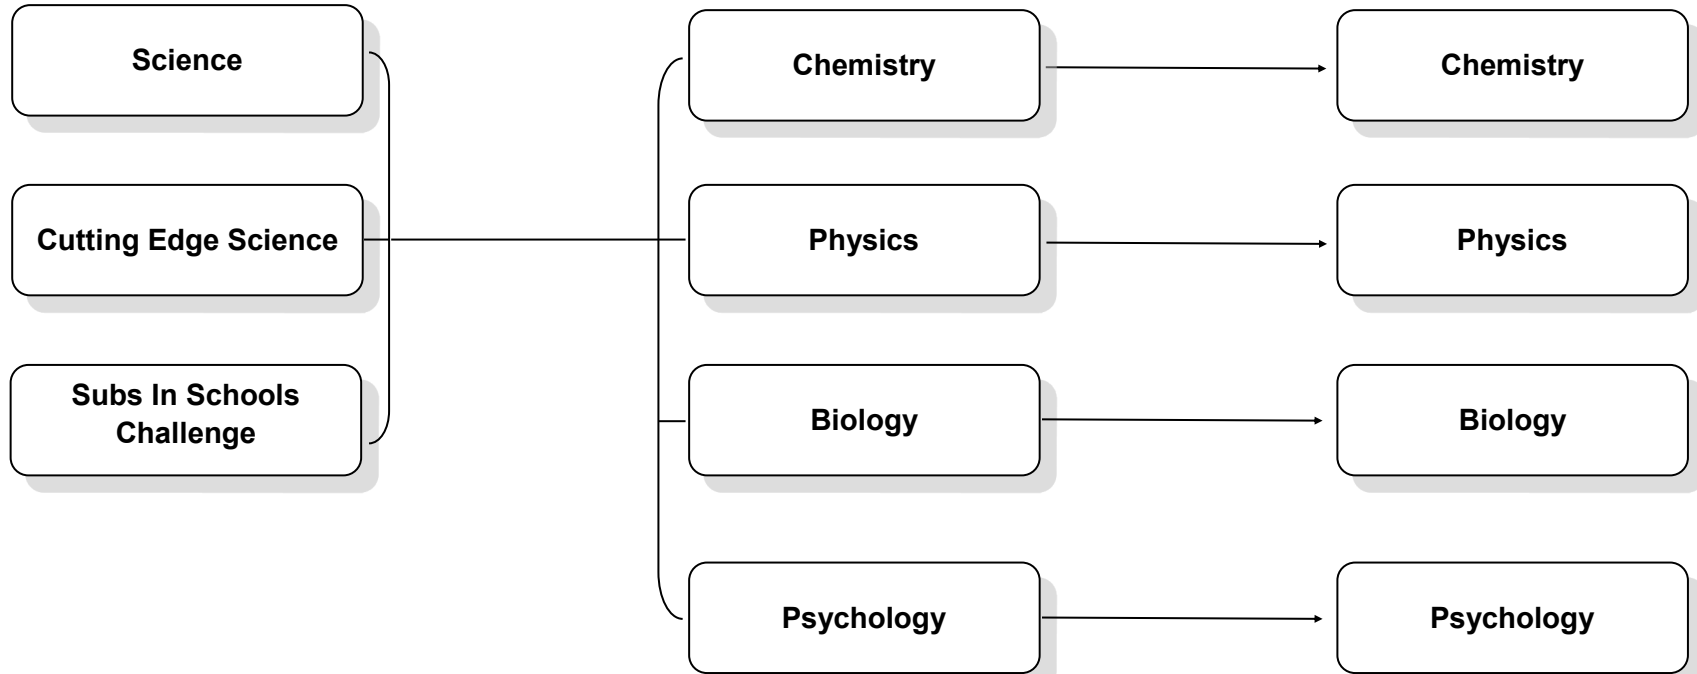 Science
Chemistry
Chemistry
Cutting Edge Science
Physics
Physics
Subs In Schools
Challenge
Biology
Biology
Psychology
Psychology